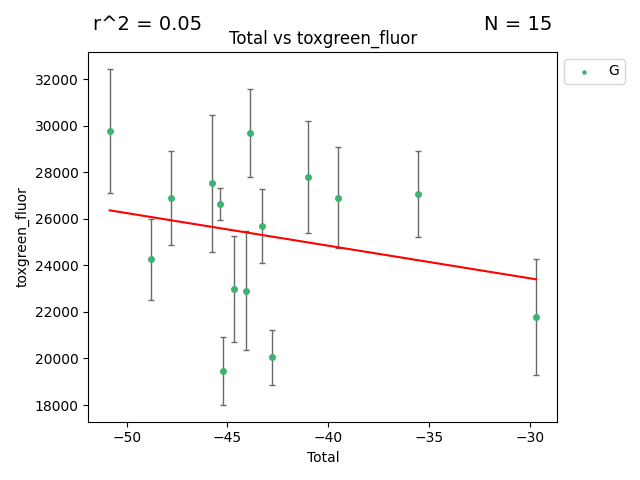 r^2 = 0.05 N = 15
Total vs toxgreen_fluor
G
32000
30000
28000
26000
24000
22000
20000
18000
toxgreen_fluor
−50 −45 −40 −35 −30
Total